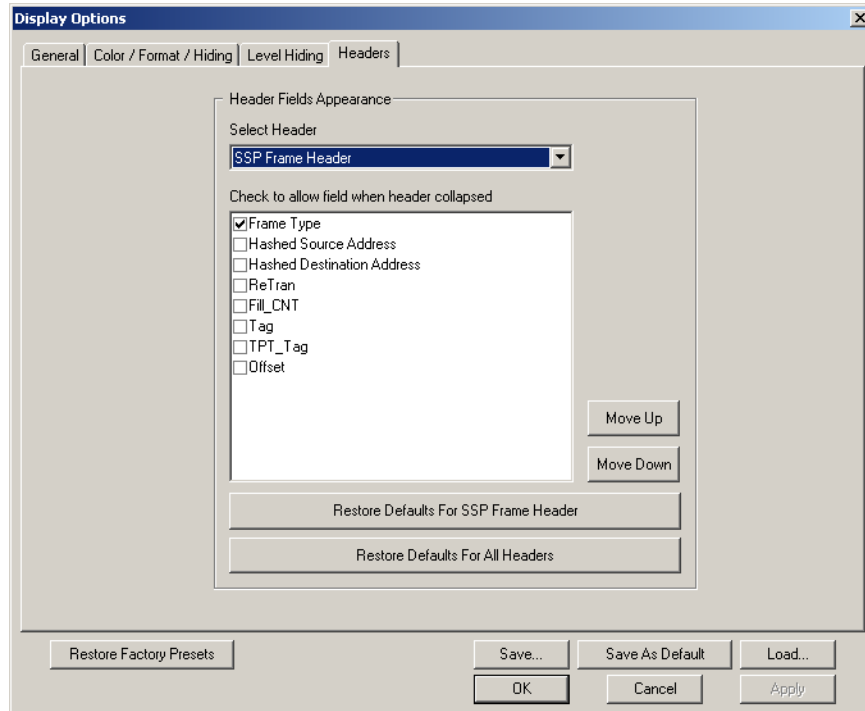 Display Options
General Color / Format / Hiding Level Hiding Headers
Header Fields Appearance
Select Header
SSP Frame Header
Check to allow field when header collapsed
Frame Type
Hashed Source Address
Hashed Destination Address
ReTran
Fill_CNT
Tag
TPT_Tag
Offset
Move Up
Move Down
Restore Defaults For SSP Frame Header
Restore Defaults For All Headers
Restore Factory Presets Save... Save As Default Load...
OK Cancel Apply